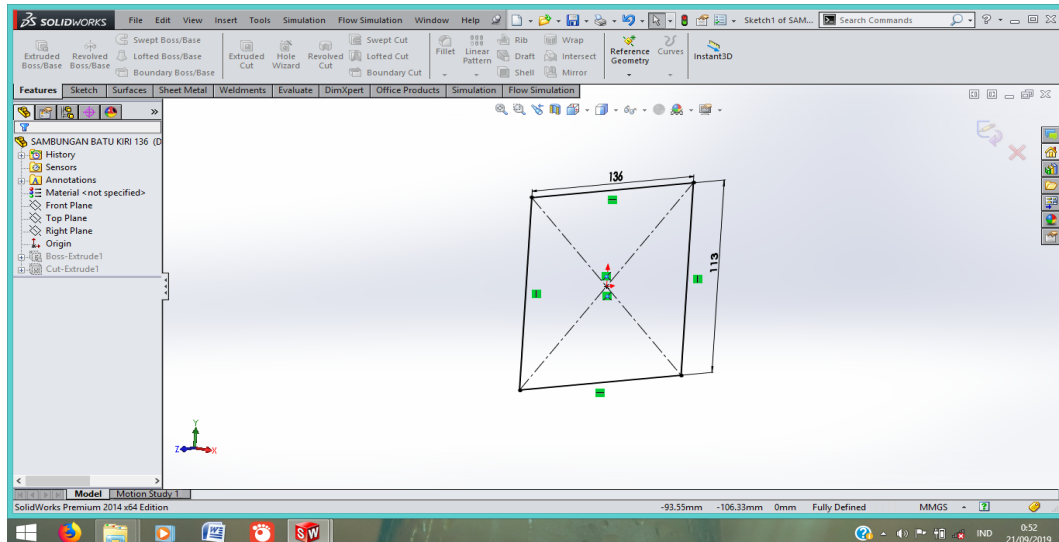 SOLIDWORKS File Edit View Insert Tools Simulation Flow Simulation Window Help Sketch1 of SAM... Search Commands
Extruded Boss/Base Revolved Boss/Base Swept Boss/Base Lofted Boss/Base Boundary Boss/Base Extruded Cut Hole Wizard Revolved Cut Swept Cut Lofted Cut Boundary Cut Fillet Linear Pattern Rib Draft Shell Wrap Intersect Mirror Reference Geometry Curves Instant3D
Features Sketch Surfaces Sheet Metal Weldments Evaluate DimXpert Office Products Simulation Flow Simulation
SAMBUNGAN BATU KIRI 136 (D
History
Sensors
Annotations
Material <not specified>
Front Plane
Top Plane
Right Plane
Origin
Boss-Extrude1
Cut-Extrude1
136
113
Y
Z X
Model Motion Study 1
SolidWorks Premium 2014 x64 Edition -93.55mm -106.33mm 0mm Fully Defined MMGS
IND 0:52
21/09/2019